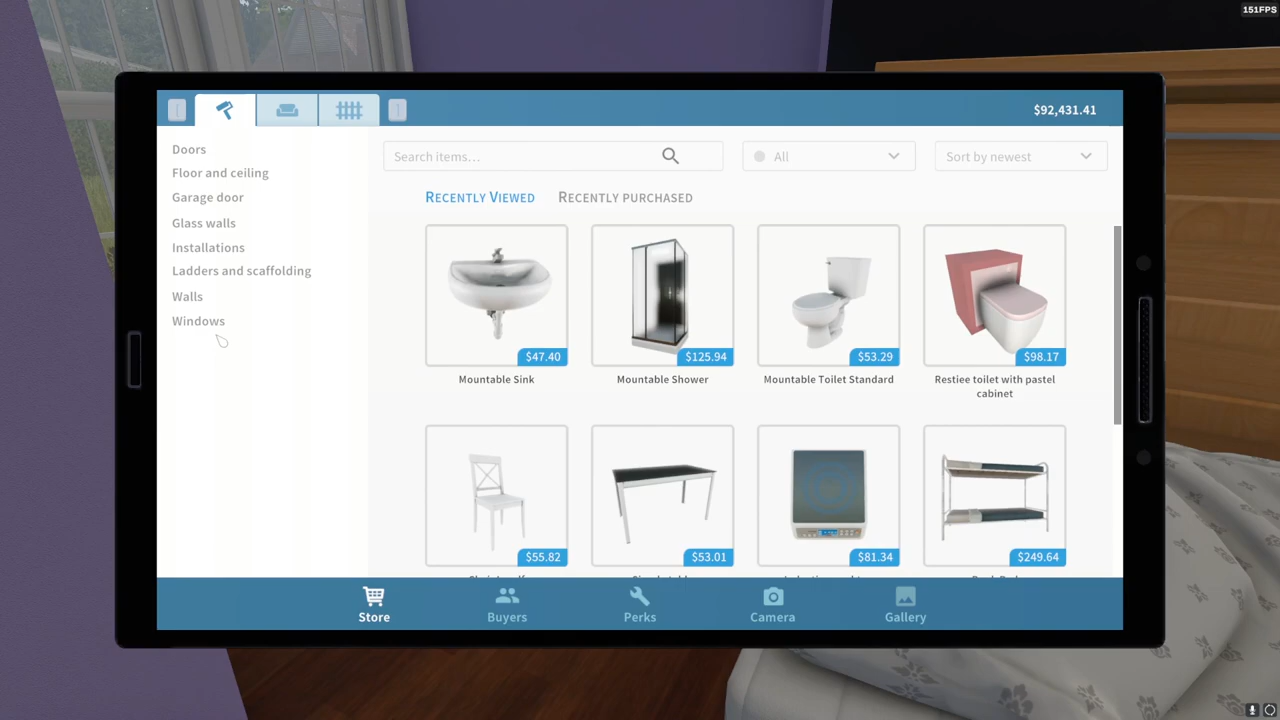 151FPS
$92,431.41
Doors
Floor and ceiling
Garage door
Glass walls
Installations
Ladders and scaffolding
Walls
Windows
Search items...
All
Sort by newest
RECENTLY VIEWED
RECENTLY PURCHASED
$47.40
$125.94
$53.29
$98.17
Mountable Sink
Mountable Shower
Mountable Toilet Standard
Restiee toilet with pastel
cabinet
$55.82
$53.01
$81.34
$249.64
Store
Buyers
Perks
Camera
Gallery